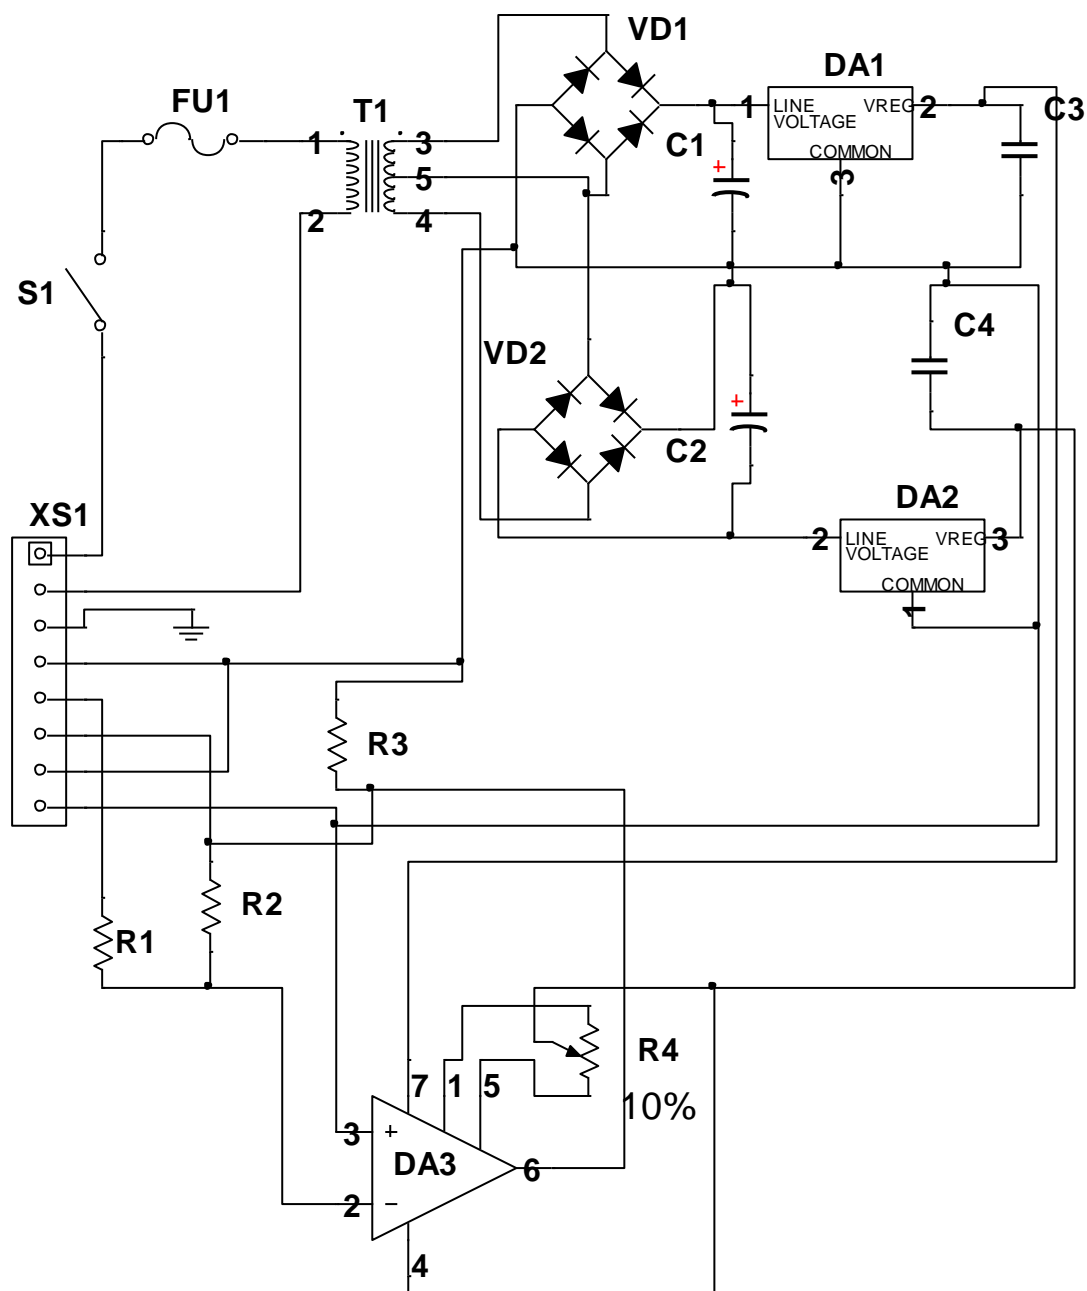 VD1
DA1
FU1
T1
C3
1
LINE VREG
VOLTAGE
COMMON
2
3
C1
+
1
3
5
2
4
S1
C4
VD2
+
C2
XS1
DA2
2
LINE VREG
VOLTAGE
COMMON
3
1
R3
R2
R1
R4
10%
7
1
5
3
+
DA3
6
2
−
4